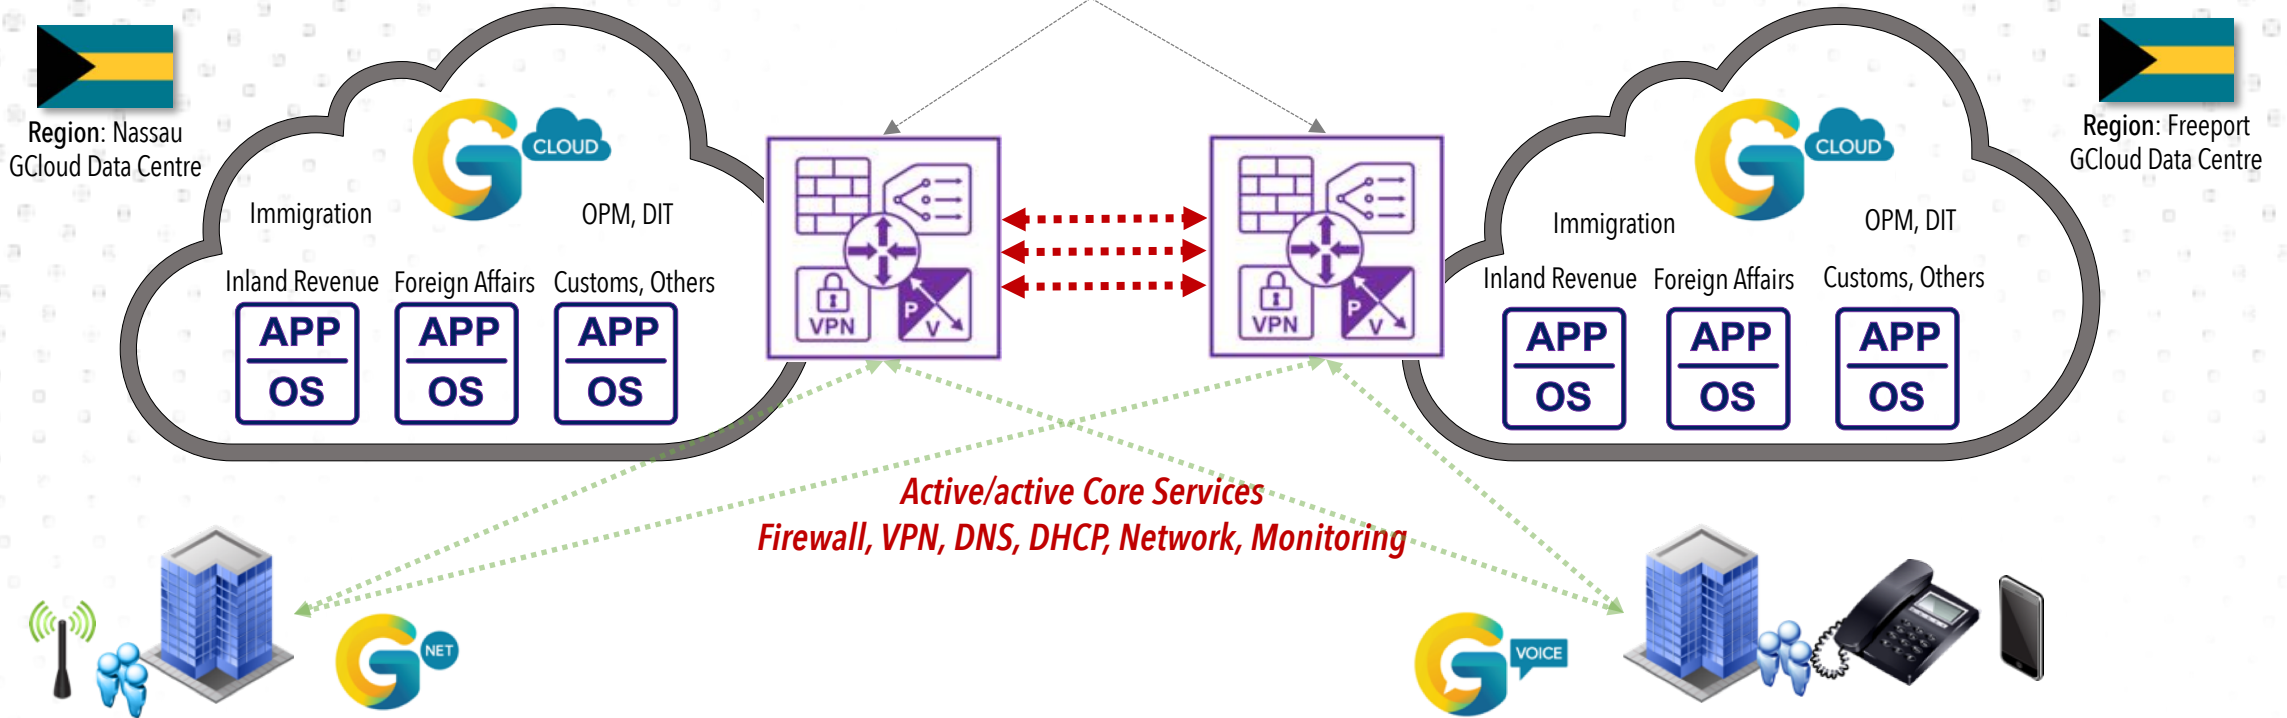 Region: Nassau
GCloud Data Centre
CLOUD
Immigration
OPM, DIT
Inland Revenue
Foreign Affairs
Customs, Others
APP
OS
APP
OS
APP
OS
VPN
P
V
VPN
P
V
Region: Freeport
GCloud Data Centre
CLOUD
Immigration
OPM, DIT
Inland Revenue
Foreign Affairs
Customs, Others
APP
OS
APP
OS
APP
OS
Active/active Core Services
Firewall, VPN, DNS, DHCP, Network, Monitoring
G NET
G VOICE